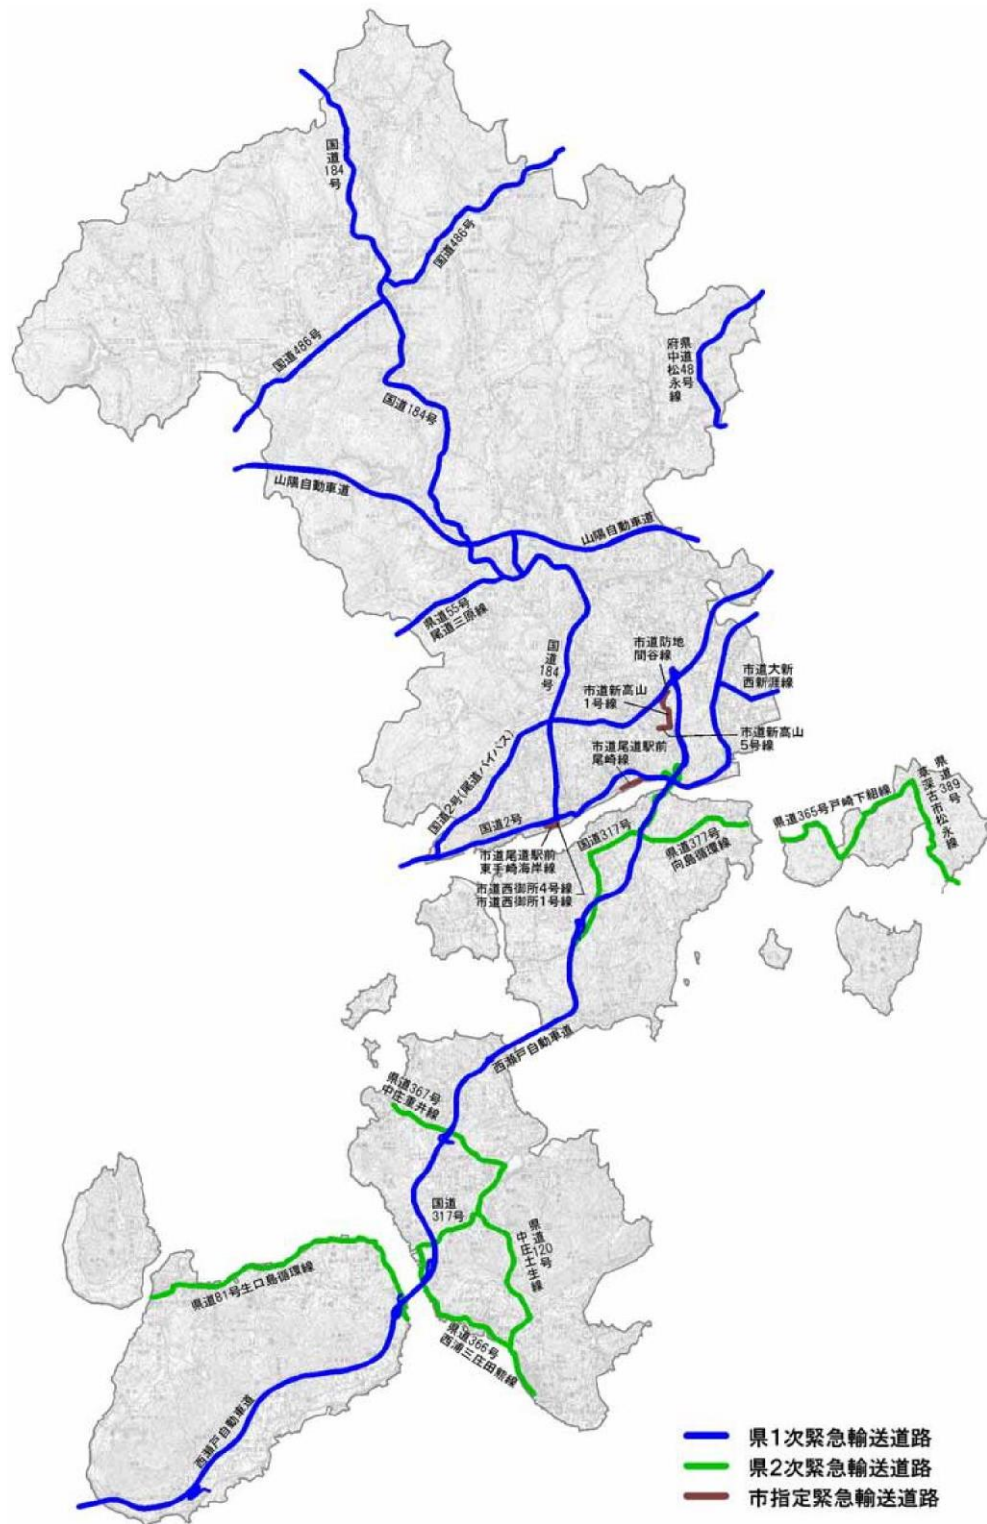 国道184号
国道486号
国道486号
県道48号
府中松永線
国道184号
山陽自動車道
山陽自動車道
県道55号
尾道三原線
国道184号
市道防地
間谷線
市道大新
西新涯線
市道新高山
1号線
市道新高山
5号線
市道尾道駅前
尾崎線
国道2号(尾道バイパス)
国道2号
国道317号
県道377号
向島循環線
県道365号戸崎下組線
県道389号
草深古市松永線
市道尾道駅前
東手崎海岸線
市道西御所4号線
市道西御所1号線
西瀬戸自動車道
県道367号
中庄重井線
国道
317号
県道120号
中庄土生線
県道81号生口島循環線
県道366号
西浦三庄田熊線
西瀬戸自動車道
県1次緊急輸送道路
県2次緊急輸送道路
市指定緊急輸送道路